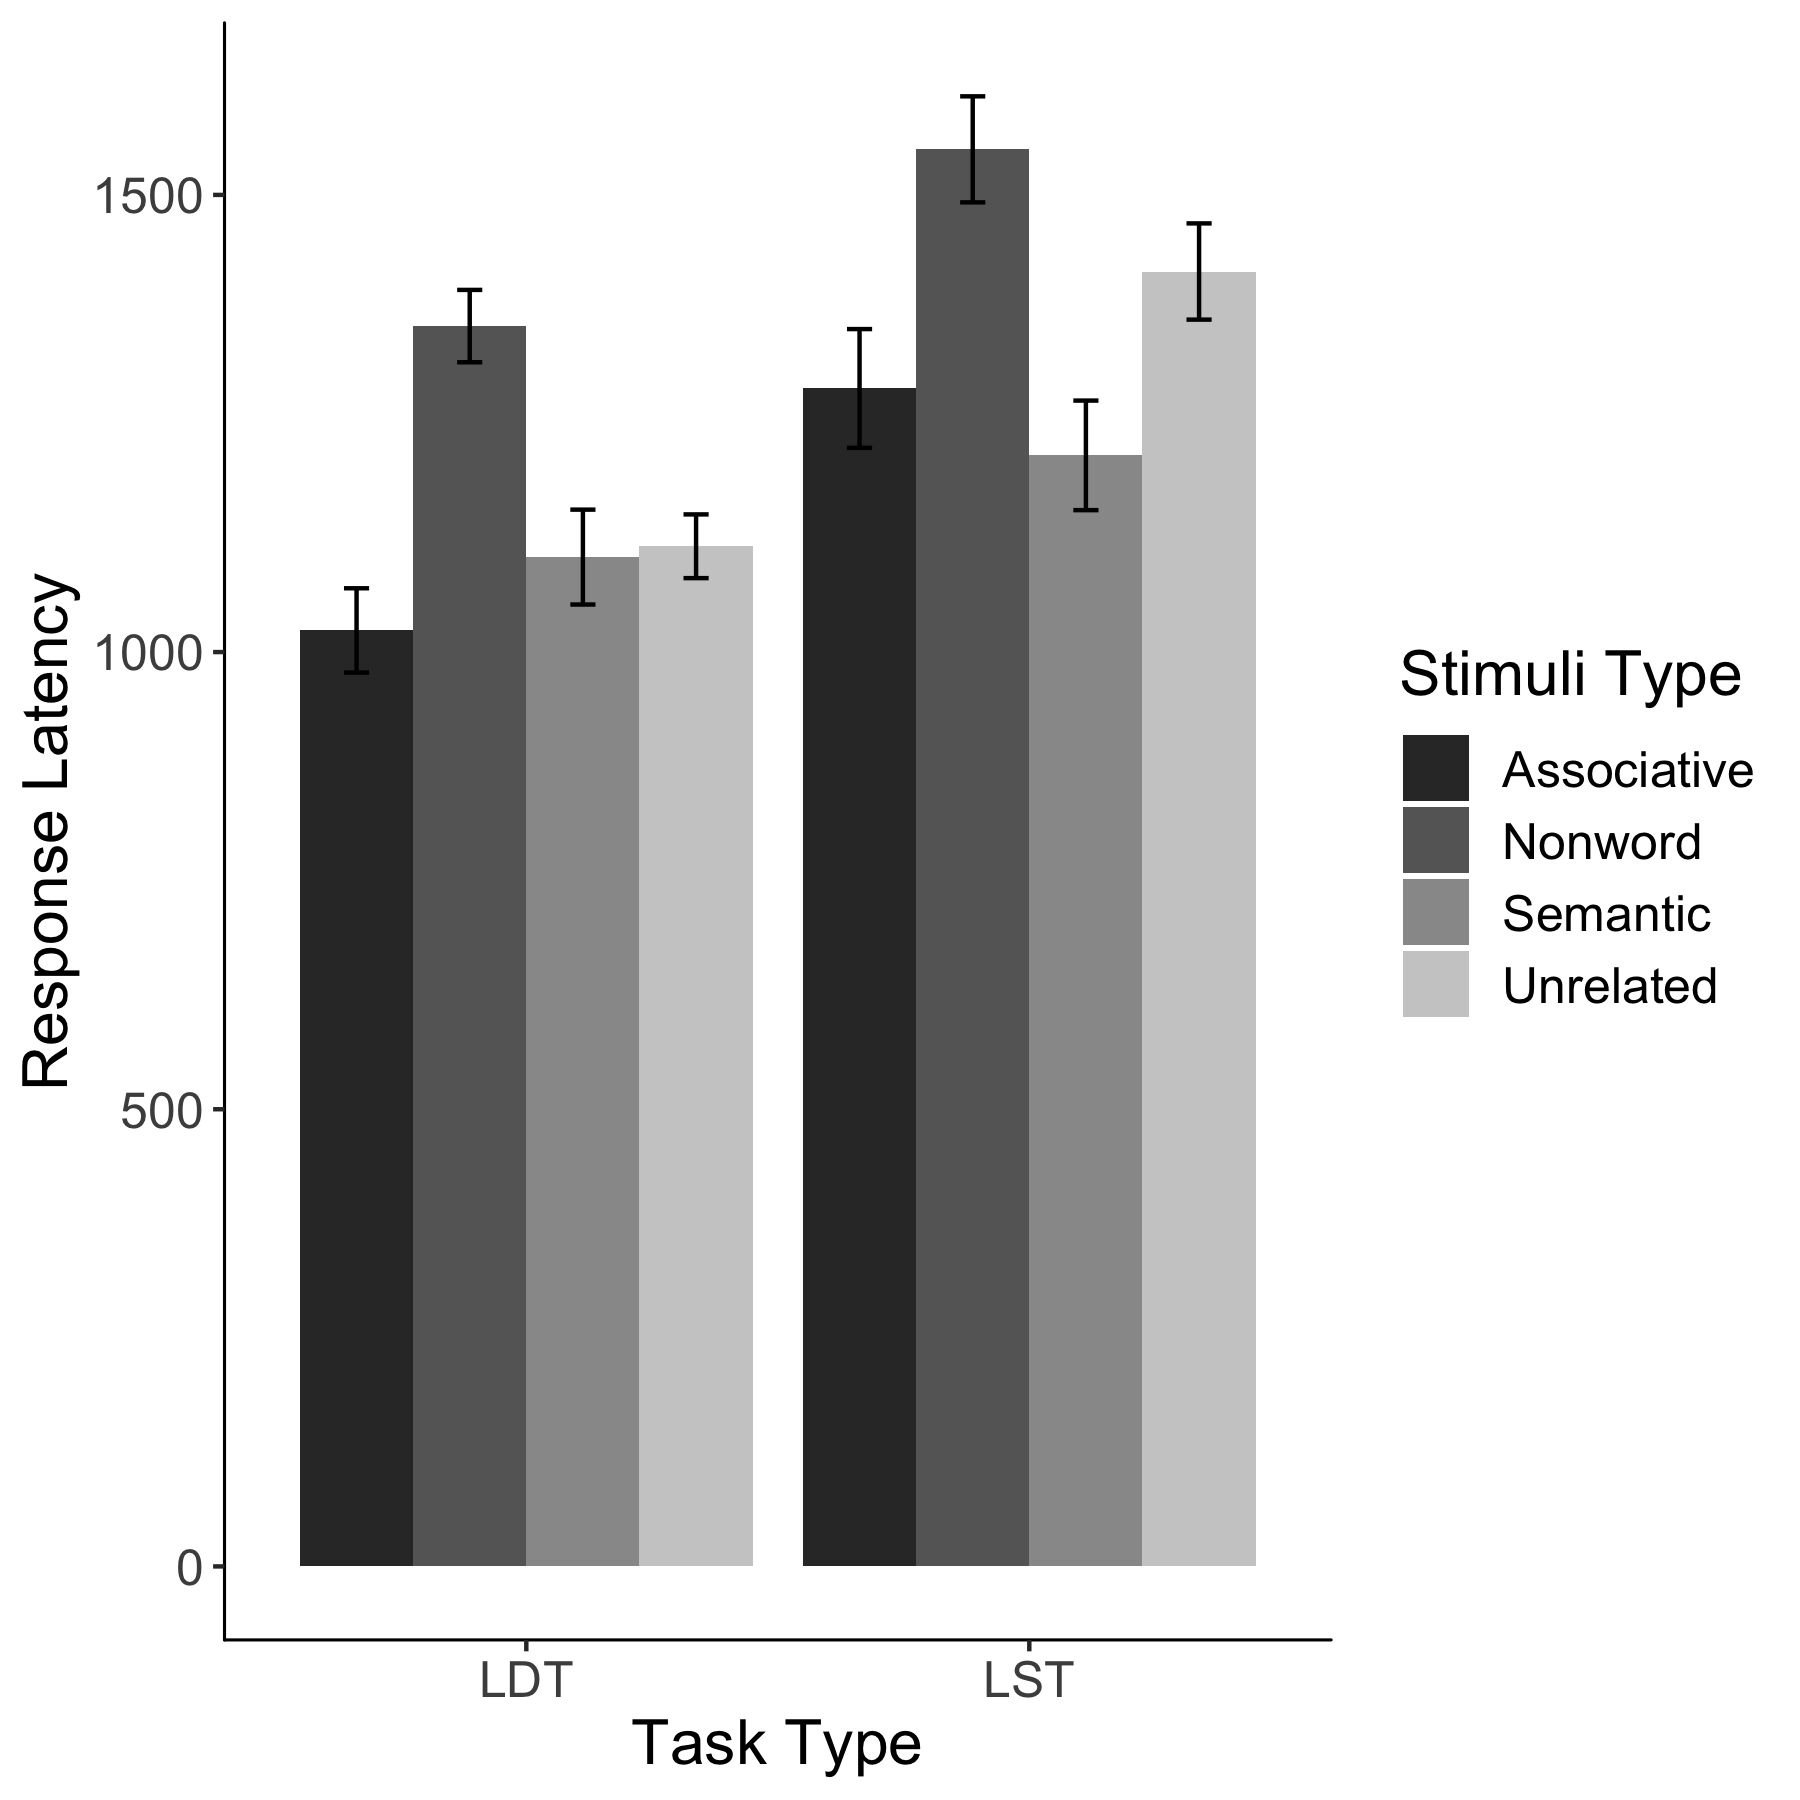 Response Latency
1500
1000
500
0
LDT
LST
Task Type
Stimuli Type
Associative
Nonword
Semantic
Unrelated